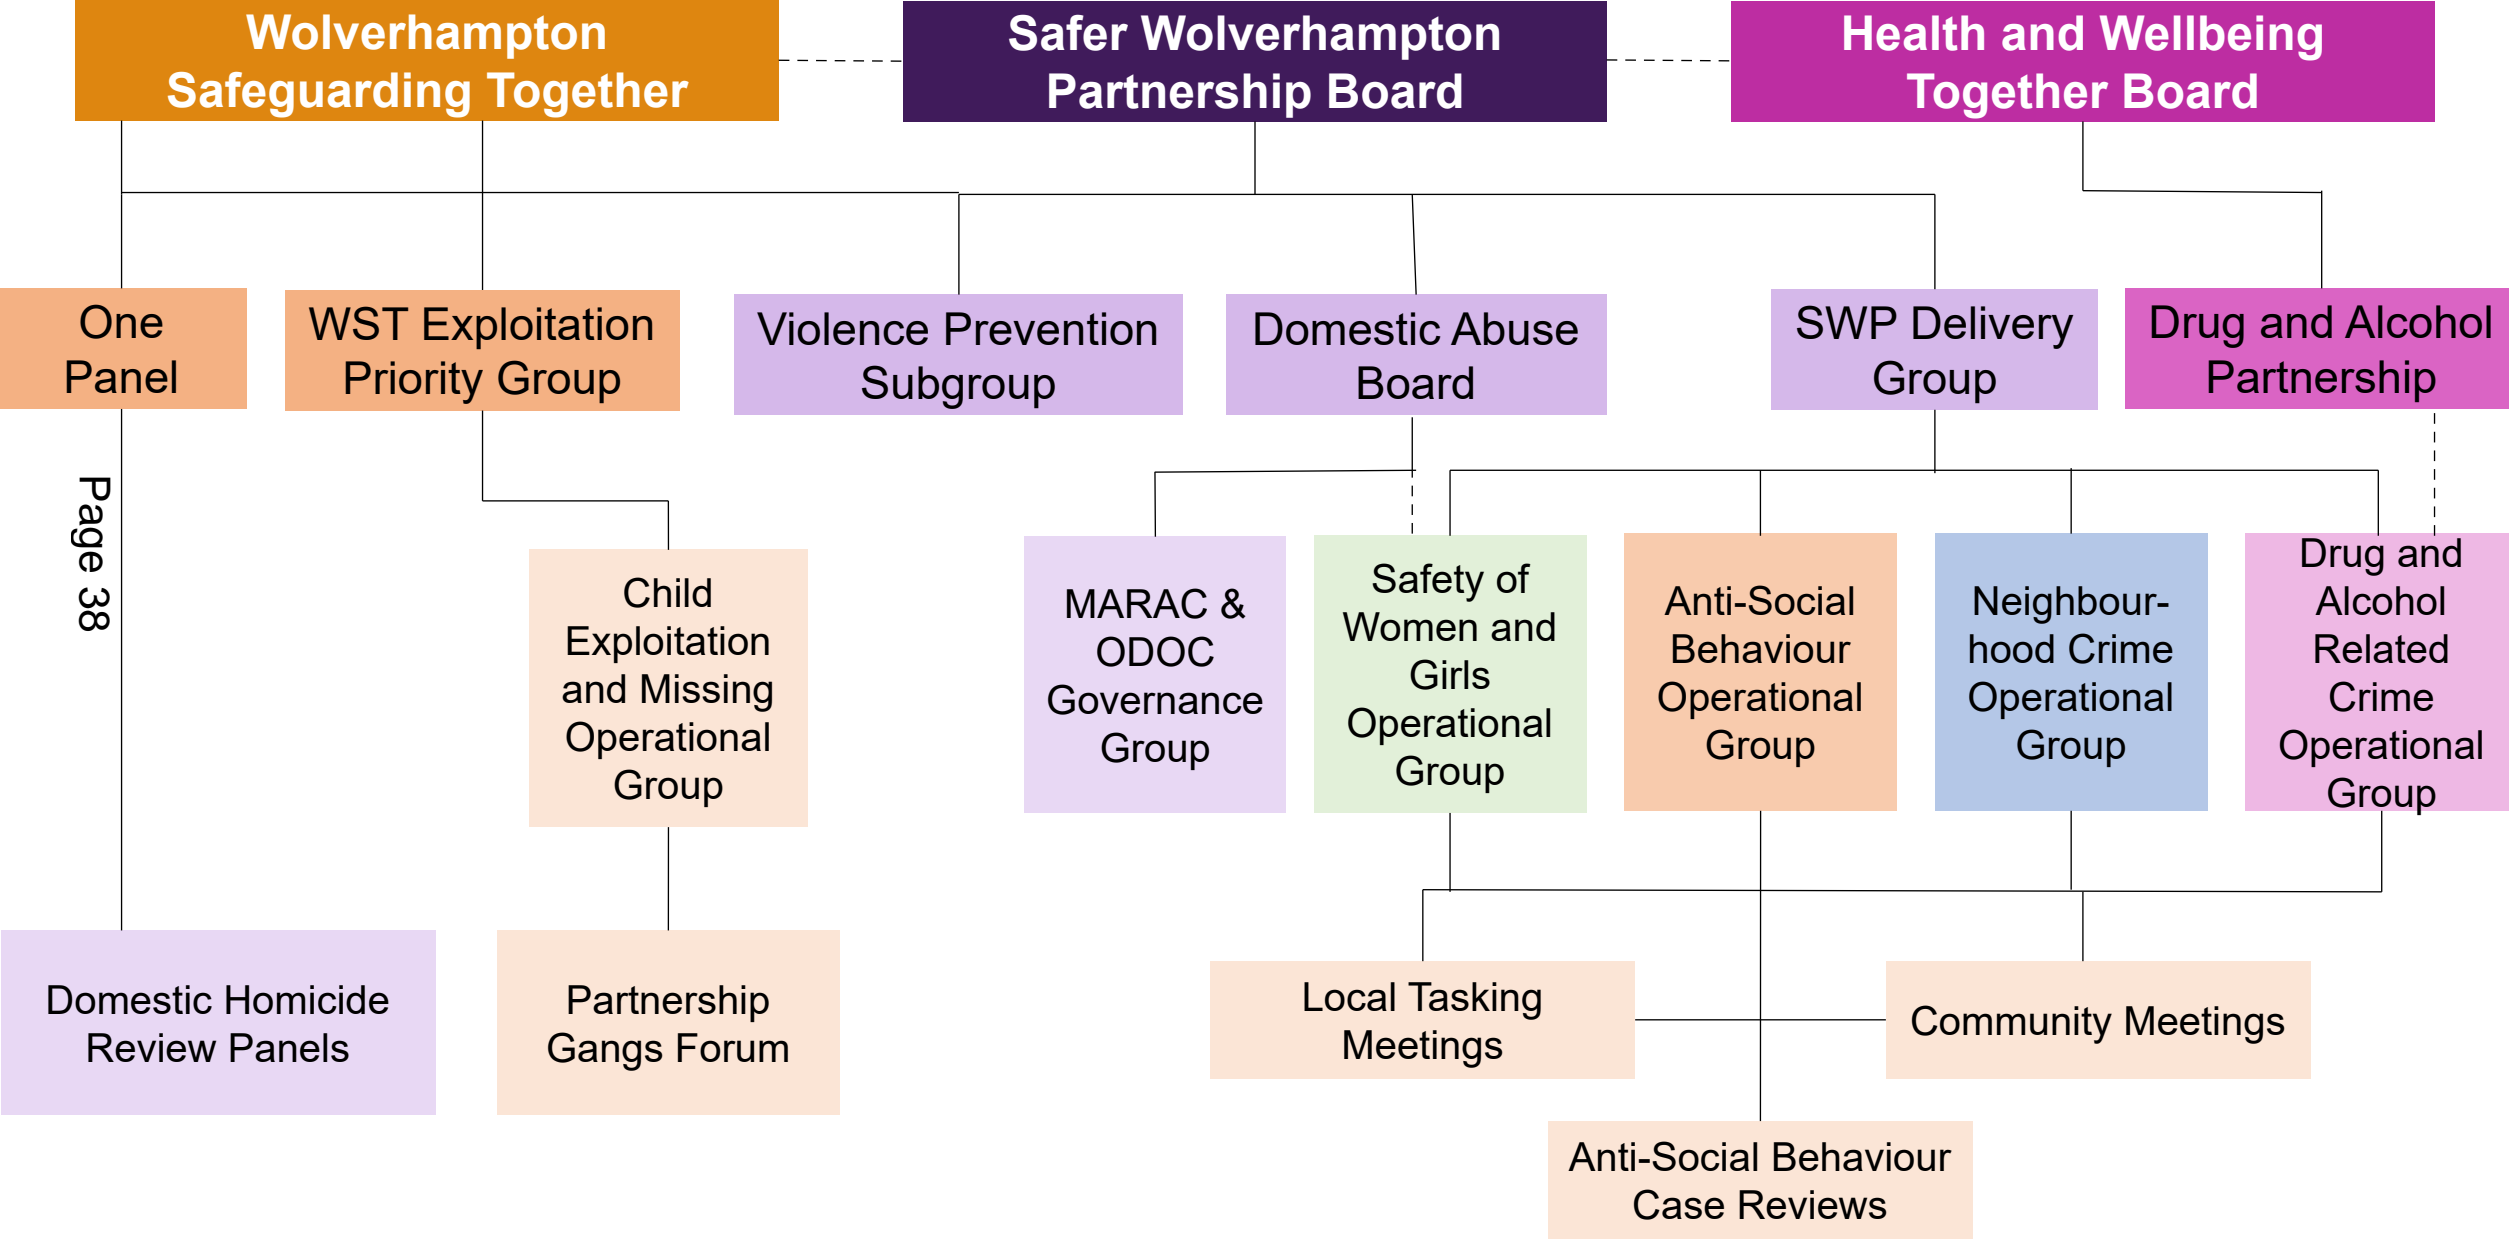 Wolverhampton
Safeguarding Together
Safer Wolverhampton
Partnership Board
Health and Wellbeing
Together Board
One
Panel
WST Exploitation
Priority Group
Violence Prevention
Subgroup
Domestic Abuse
Board
SWP Delivery
Group
Drug and Alcohol
Partnership
Page 38
Child
Exploitation
and Missing
Operational
Group
MARAC &
ODOC
Governance
Group
Safety of
Women and
Girls
Operational
Group
Anti-Social
Behaviour
Operational
Group
Neighbour-
hood Crime
Operational
Group
Drug and
Alcohol
Related
Crime
Operational
Group
Domestic Homicide
Review Panels
Partnership
Gangs Forum
Local Tasking
Meetings
Community Meetings
Anti-Social Behaviour
Case Reviews